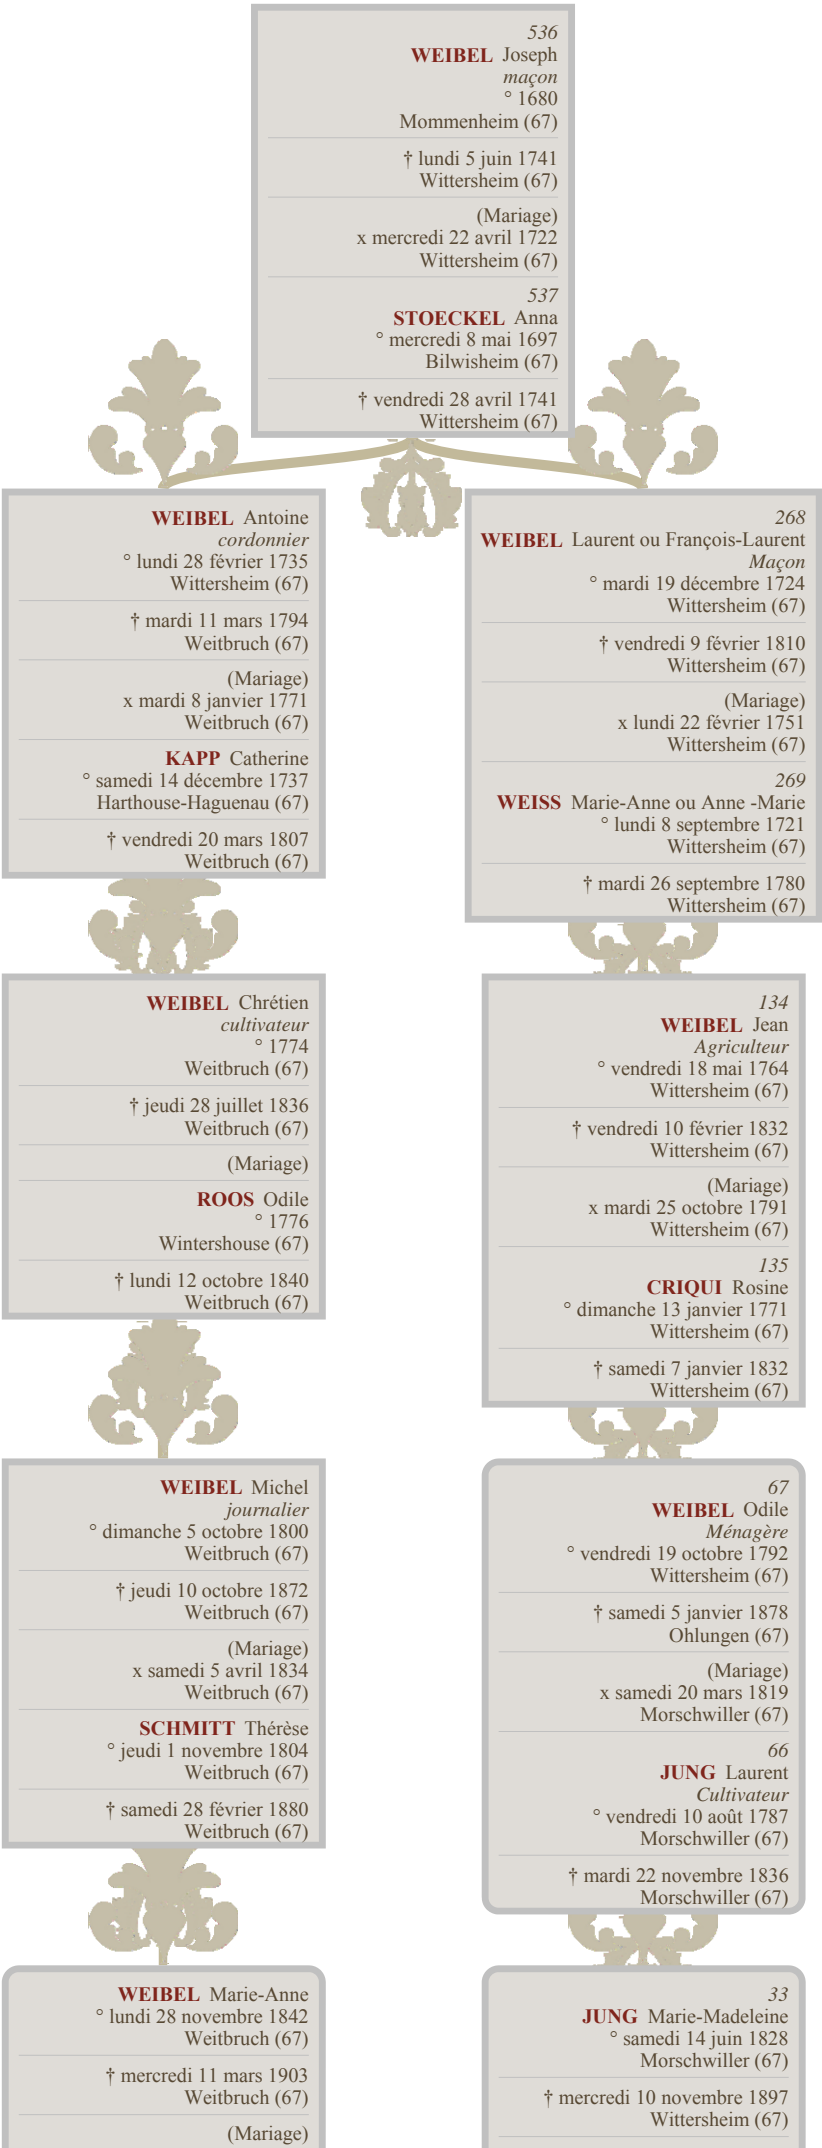 536
WEIBEL Joseph
maçon
° 1680
Mommenheim (67)
† lundi 5 juin 1741
Wittersheim (67)
(Mariage)
x mercredi 22 avril 1722
Wittersheim (67)
537
STOECKEL Anna
° mercredi 8 mai 1697
Bilwisheim (67)
† vendredi 28 avril 1741
Wittersheim (67)
WEIBEL Antoine
cordonnier
° lundi 28 février 1735
Wittersheim (67)
† mardi 11 mars 1794
Weitbruch (67)
(Mariage)
x mardi 8 janvier 1771
Weitbruch (67)
KAPP Catherine
° samedi 14 décembre 1737
Harthouse-Haguenau (67)
† vendredi 20 mars 1807
Weitbruch (67)
268
WEIBEL Laurent ou François-Laurent
Maçon
° mardi 19 décembre 1724
Wittersheim (67)
† vendredi 9 février 1810
Wittersheim (67)
(Mariage)
x lundi 22 février 1751
Wittersheim (67)
269
WEISS Marie-Anne ou Anne -Marie
° lundi 8 septembre 1721
Wittersheim (67)
† mardi 26 septembre 1780
Wittersheim (67)
WEIBEL Chrétien
cultivateur
° 1774
Weitbruch (67)
† jeudi 28 juillet 1836
Weitbruch (67)
(Mariage)
ROOS Odile
° 1776
Wintershouse (67)
† lundi 12 octobre 1840
Weitbruch (67)
134
WEIBEL Jean
Agriculteur
° vendredi 18 mai 1764
Wittersheim (67)
† vendredi 10 février 1832
Wittersheim (67)
(Mariage)
x mardi 25 octobre 1791
Wittersheim (67)
135
CRIQUI Rosine
° dimanche 13 janvier 1771
Wittersheim (67)
† samedi 7 janvier 1832
Wittersheim (67)
WEIBEL Michel
journalier
° dimanche 5 octobre 1800
Weitbruch (67)
† jeudi 10 octobre 1872
Weitbruch (67)
(Mariage)
x samedi 5 avril 1834
Weitbruch (67)
SCHMITT Thérèse
° jeudi 1 novembre 1804
Weitbruch (67)
† samedi 28 février 1880
Weitbruch (67)
67
WEIBEL Odile
Ménagère
° vendredi 19 octobre 1792
Wittersheim (67)
† samedi 5 janvier 1878
Ohlungen (67)
(Mariage)
x samedi 20 mars 1819
Morschwiller (67)
66
JUNG Laurent
Cultivateur
° vendredi 10 août 1787
Morschwiller (67)
† mardi 22 novembre 1836
Morschwiller (67)
WEIBEL Marie-Anne
° lundi 28 novembre 1842
Weitbruch (67)
† mercredi 11 mars 1903
Weitbruch (67)
(Mariage)
33
JUNG Marie-Madeleine
° samedi 14 juin 1828
Morschwiller (67)
† mercredi 10 novembre 1897
Wittersheim (67)